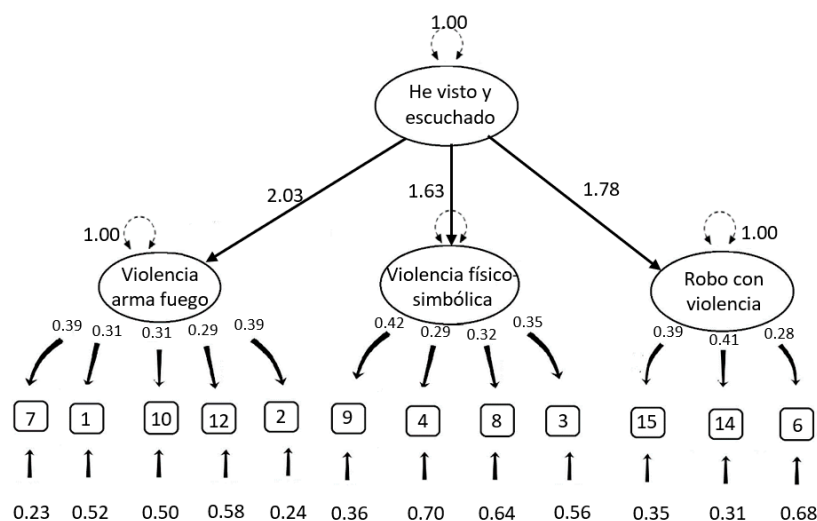 1.00
He visto y
escuchado
2.03
1.63
1.78
1.00
1.00
Violencia
arma fuego
Violencia físico-
simbólica
Robo con
violencia
0.39 0.31 0.31 0.29 0.39
0.42 0.29 0.32 0.35
0.39 0.41 0.28
7 1 10 12 2 9 4 8 3 15 14 6
0.23 0.52 0.50 0.58 0.24 0.36 0.70 0.64 0.56 0.35 0.31 0.68